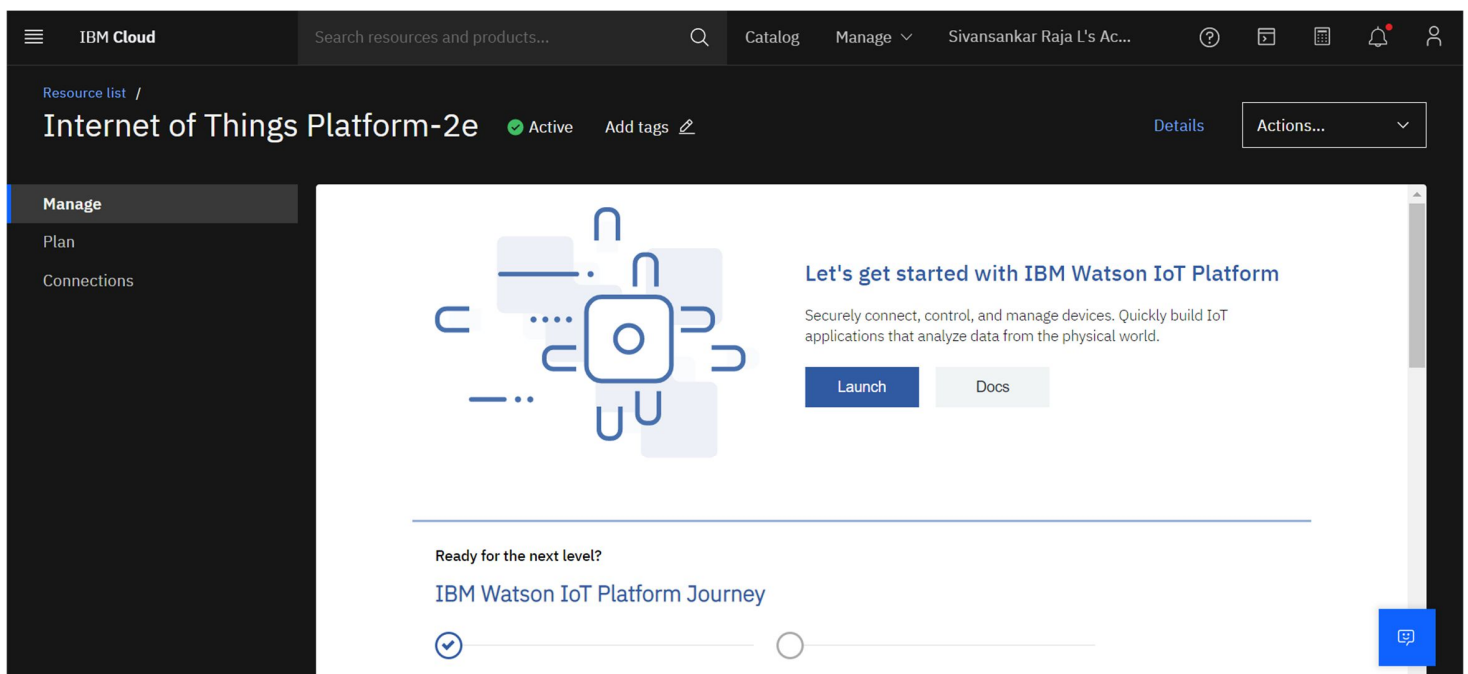 IBM Cloud
Search resources and products...
Catalog
Manage
Sivansankar Raja L's Ac...
Resource list /
Internet of Things Platform-2e
Active
Add tags
Details
Actions...
Manage
Plan
Connections
Let's get started with IBM Watson IoT Platform
Securely connect, control, and manage devices. Quickly build IoT
applications that analyze data from the physical world.
Launch
Docs
Ready for the next level?
IBM Watson IoT Platform Journey